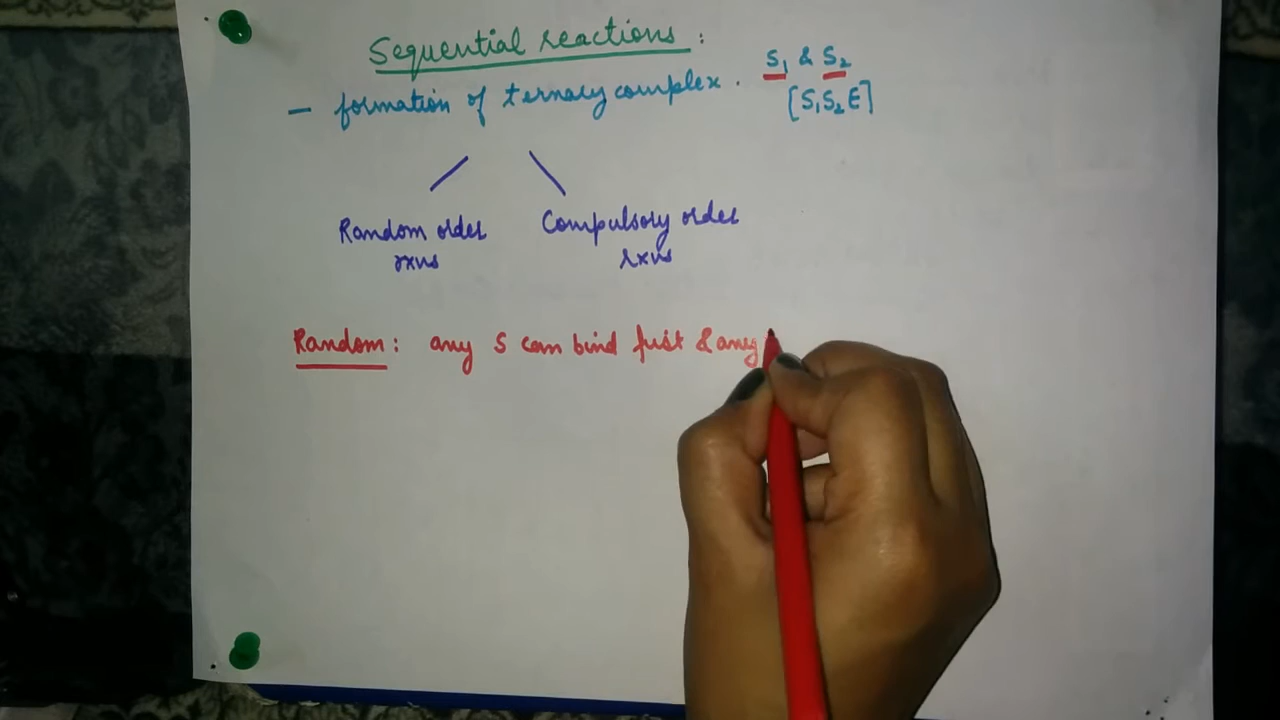 Sequential reactions :
— formation of ternary complex . S1 & S2
[S1S2E]
Random order Compulsory order
rxns rxns
Random : any S can bind first & any